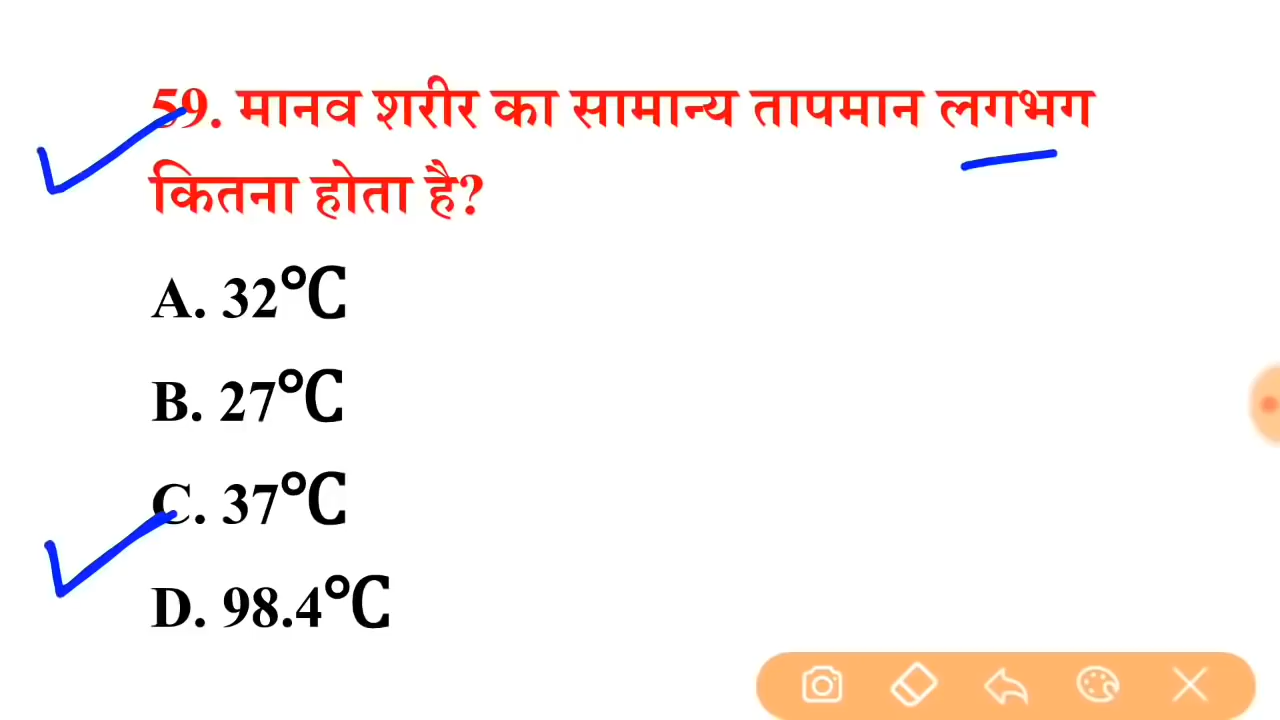 59. मानव शरीर का सामान्य तापमान लगभग
कितना होता है?
A. 32℃
B. 27℃
C. 37℃
D. 98.4℃